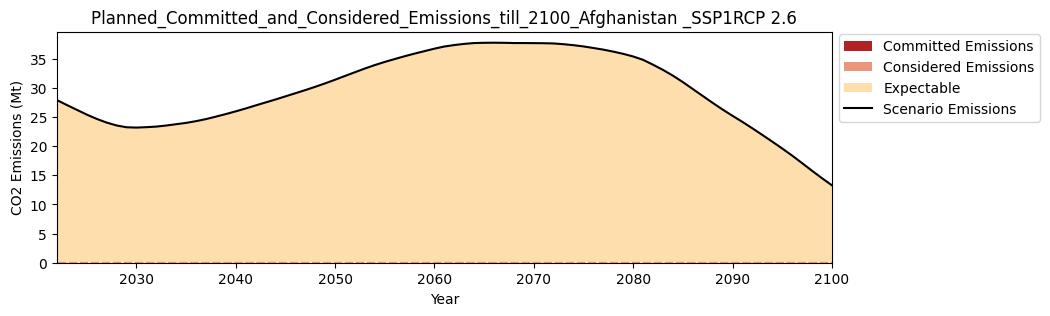 Planned_Committed_and_Considered_Emissions_till_2100_Afghanistan _SSP1RCP 2.6
Committed Emissions
Considered Emissions
Expectable
Scenario Emissions
CO2 Emissions (Mt)
35
30
25
20
15
10
5
0
2030 2040 2050 2060 2070 2080 2090 2100
Year